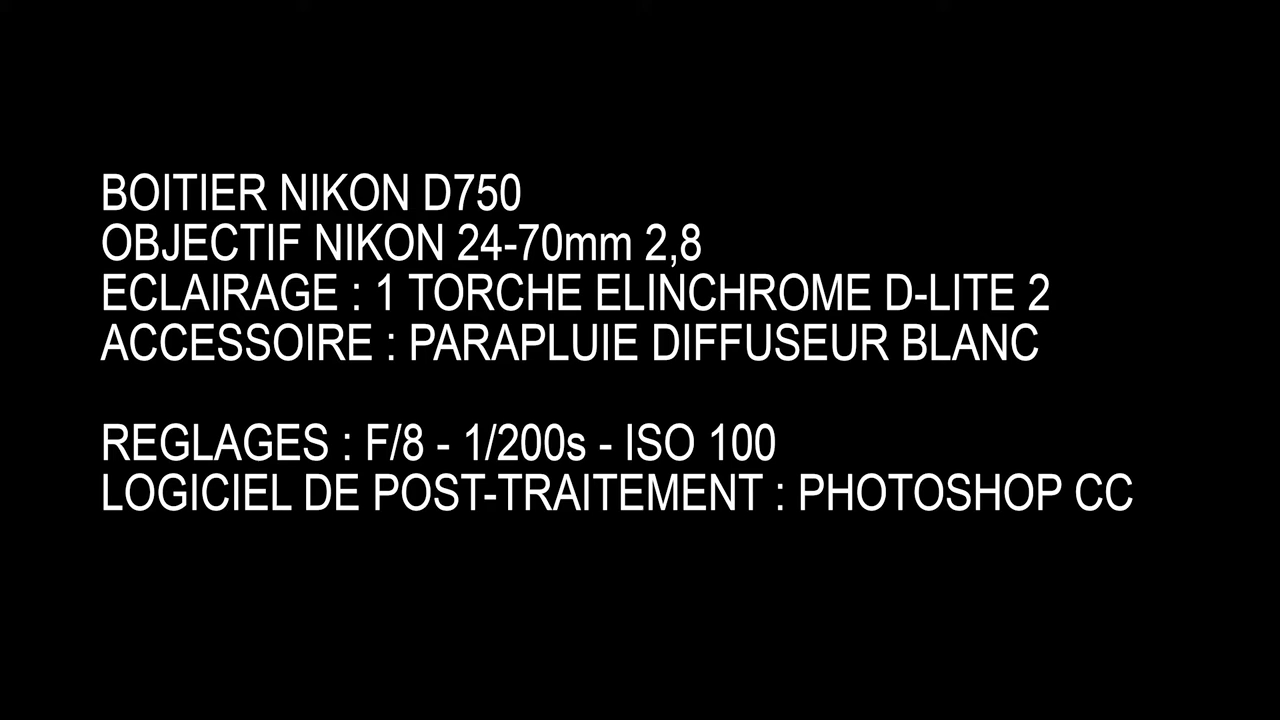 BOITIER NIKON D750
OBJECTIF NIKON 24-70mm 2,8
ECLAIRAGE : 1 TORCHE ELINCHROME D-LITE 2
ACCESSOIRE : PARAPLUIE DIFFUSEUR BLANC
REGLAGES : F/8 - 1/200s - ISO 100
LOGICIEL DE POST-TRAITEMENT : PHOTOSHOP CC